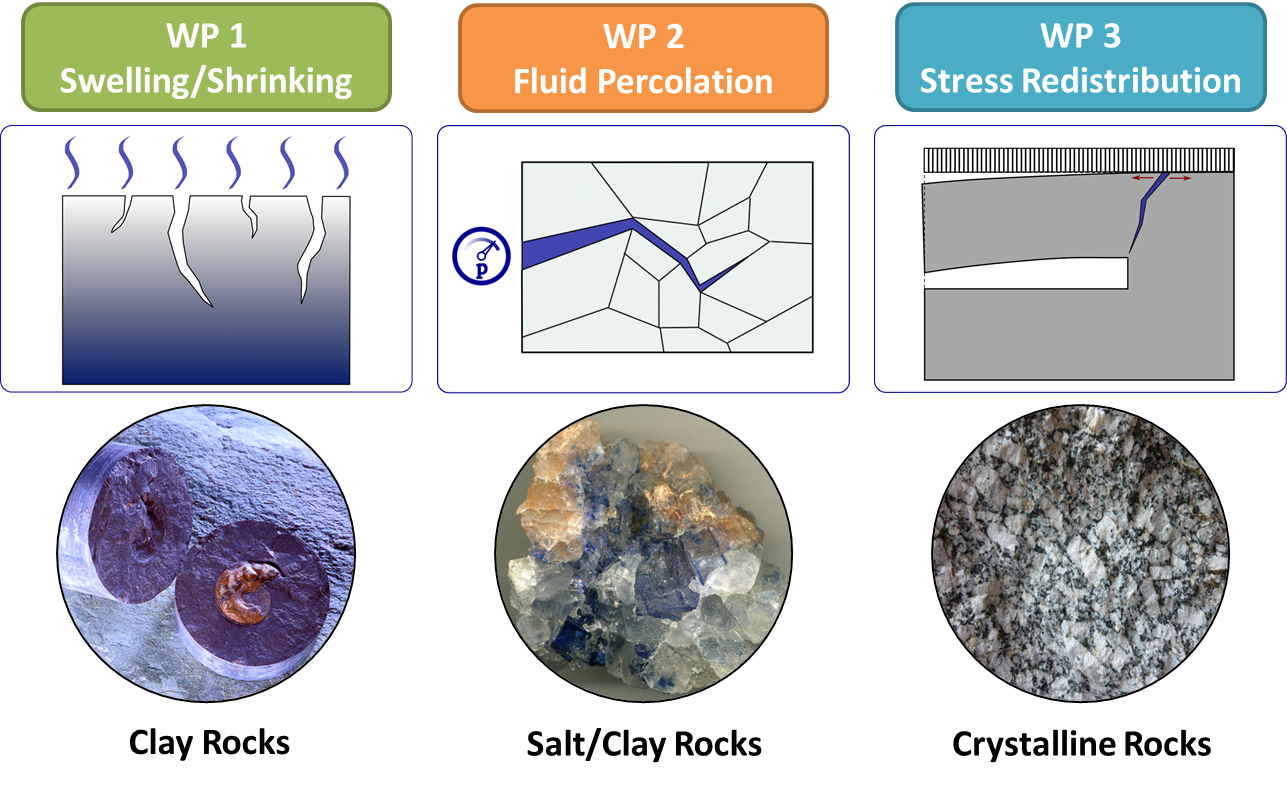 WP 1
Swelling/Shrinking
WP 2
Fluid Percolation
WP 3
Stress Redistribution
p
Clay Rocks
Salt/Clay Rocks
Crystalline Rocks